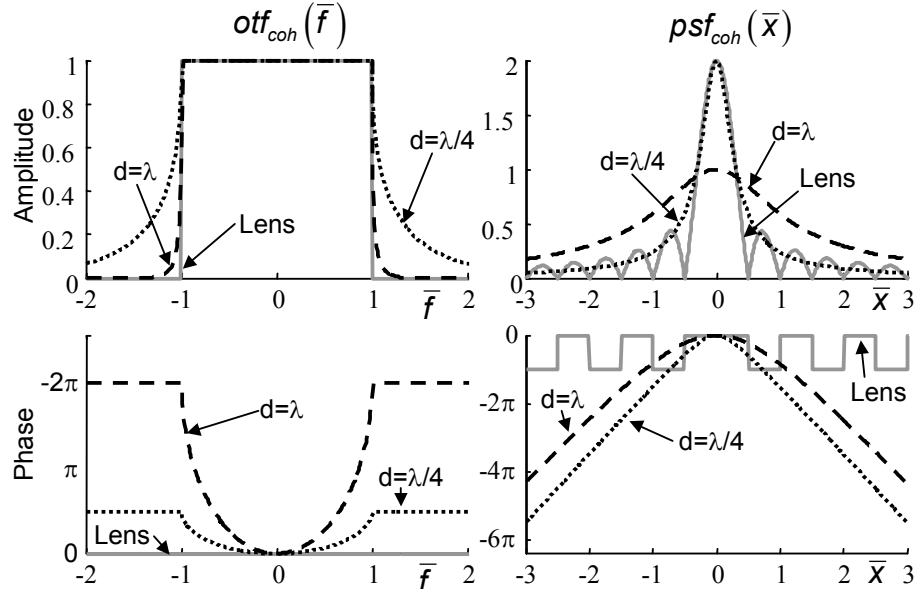 otf_coh(f̅)
psf_coh(x̅)
Amplitude
1
0.8
0.6
0.4
0.2
0
-2
-1
0
1
2
f̅
d=λ
d=λ/4
Lens
2
1.5
1
0.5
0
-3
-2
-1
0
1
2
3
x̅
d=λ/4
d=λ
Lens
Phase
-2π
π
0
-2
-1
0
1
2
f̅
d=λ
d=λ/4
Lens
0
-2π
-4π
-6π
-3
-2
-1
0
1
2
3
x̅
d=λ
d=λ/4
Lens